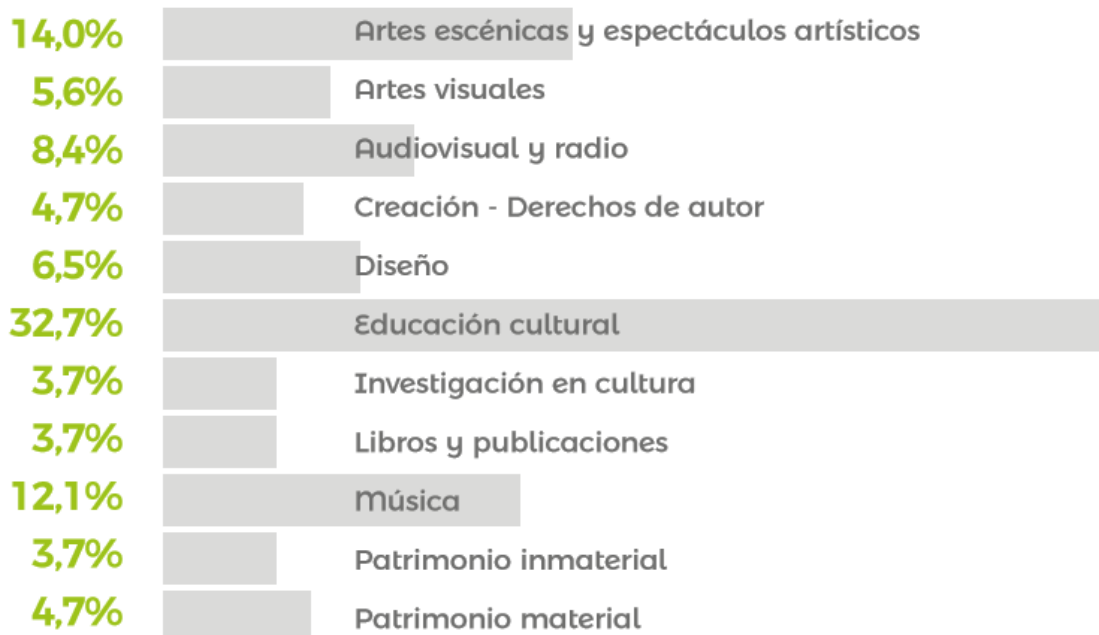 14,0% Artes escénicas y espectáculos artísticos
5,6% Artes visuales
8,4% Audiovisual y radio
4,7% Creación - Derechos de autor
6,5% Diseño
32,7% Educación cultural
3,7% Investigación en cultura
3,7% Libros y publicaciones
12,1% Música
3,7% Patrimonio inmaterial
4,7% Patrimonio material